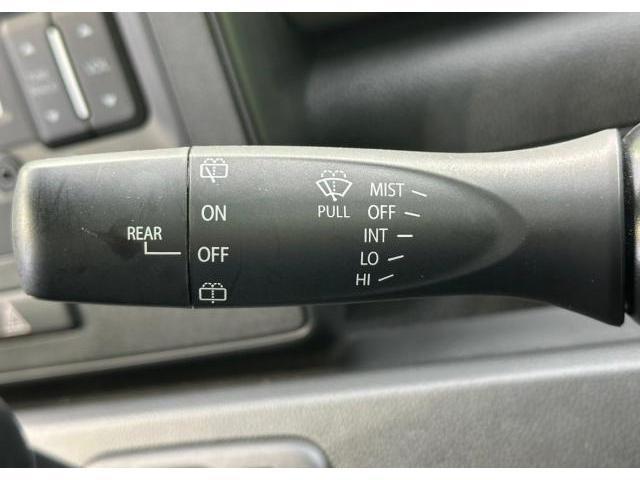 REAR
ON
OFF
PULL
MIST
OFF
INT
LO
HI